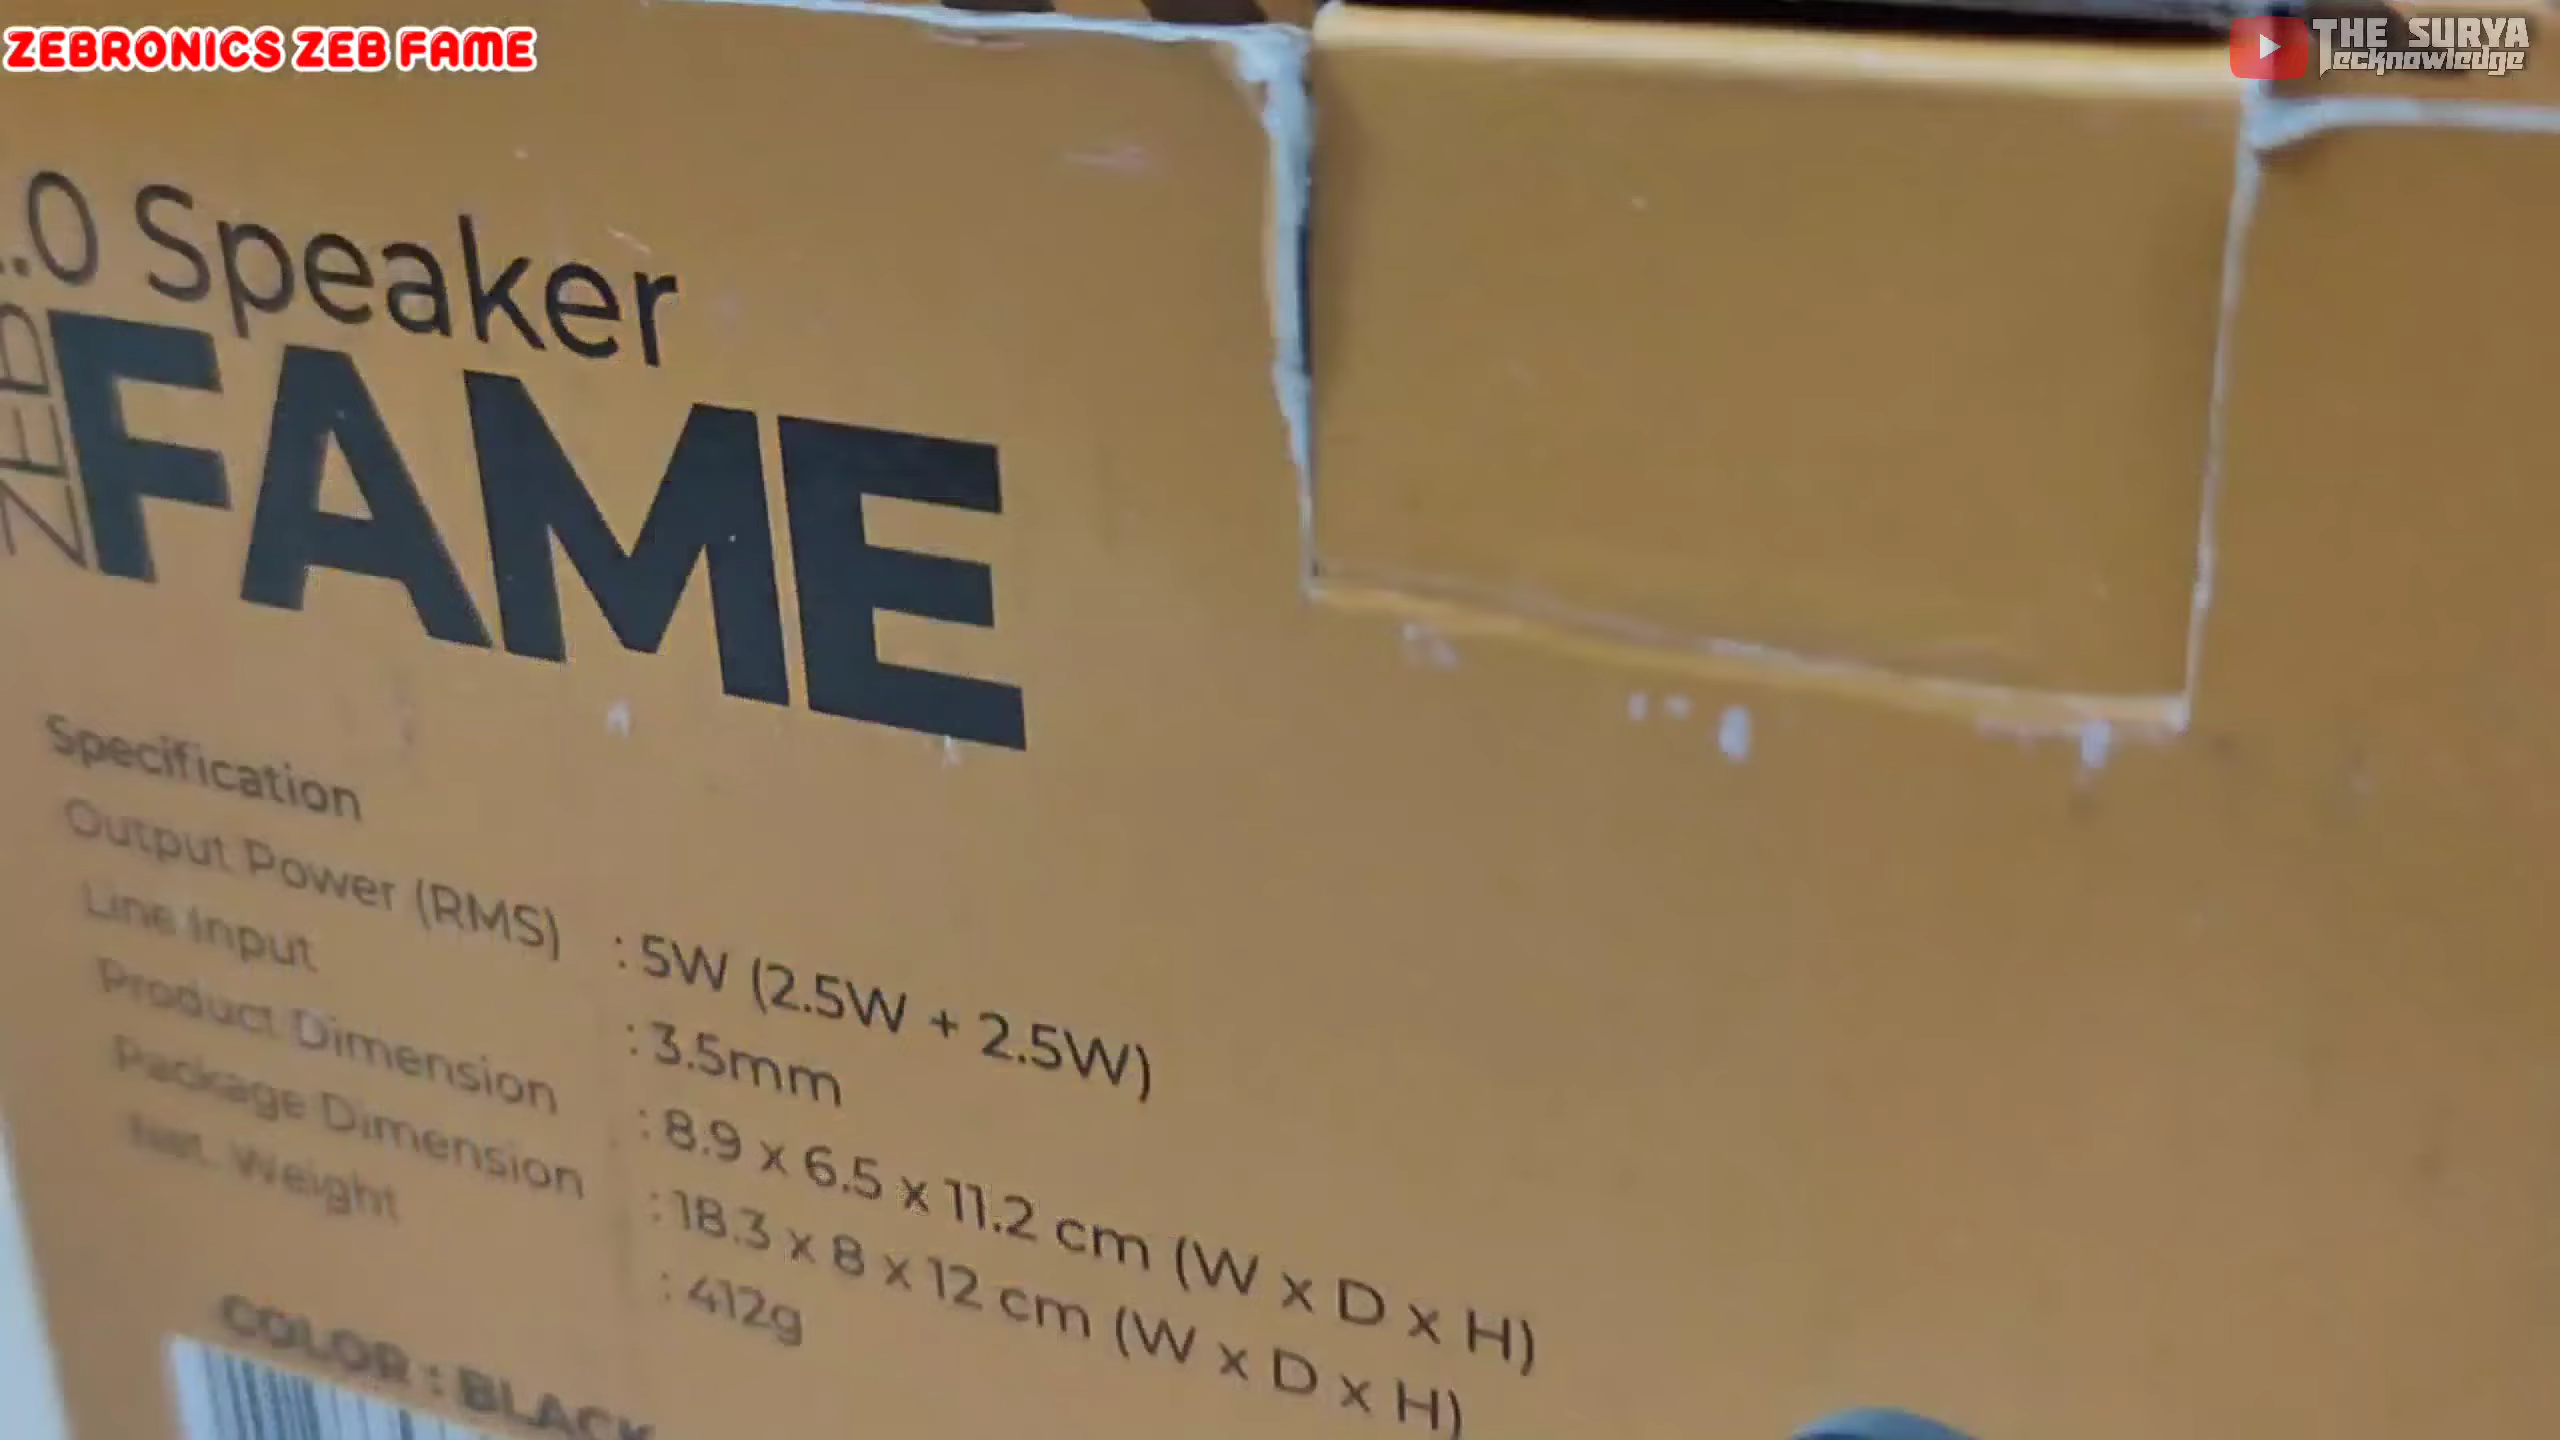 ZEBRONICS ZEB FAME
THE SURYA
Tecknowledge
.0 Speaker
ZEB
FAME
Specification
Output Power (RMS) : 5W (2.5W + 2.5W)
Line Input : 3.5mm
Product Dimension : 8.9 x 6.5 x 11.2 cm (W x D x H)
Package Dimension : 18.3 x 8 x 12 cm (W x D x H)
Net. Weight : 412g
COLOR : BLACK